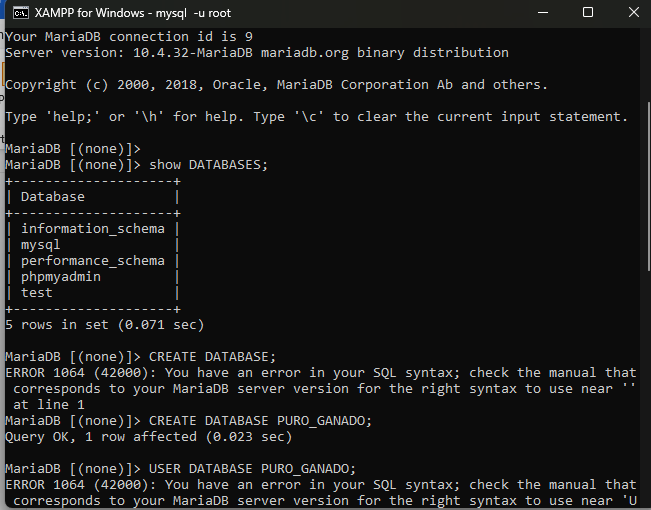 XAMPP for Windows - mysql  -u root
Your MariaDB connection id is 9
Server version: 10.4.32-MariaDB mariadb.org binary distribution
Copyright (c) 2000, 2018, Oracle, MariaDB Corporation Ab and others.
Type 'help;' or '\h' for help. Type '\c' to clear the current input statement.
MariaDB [(none)]>
MariaDB [(none)]> show DATABASES;
+--------------------+
| Database           |
+--------------------+
| information_schema |
| mysql              |
| performance_schema |
| phpmyadmin         |
| test               |
+--------------------+
5 rows in set (0.071 sec)
MariaDB [(none)]> CREATE DATABASE;
ERROR 1064 (42000): You have an error in your SQL syntax; check the manual that
 corresponds to your MariaDB server version for the right syntax to use near ''
 at line 1
MariaDB [(none)]> CREATE DATABASE PURO_GANADO;
Query OK, 1 row affected (0.023 sec)
MariaDB [(none)]> USER DATABASE PURO_GANADO;
ERROR 1064 (42000): You have an error in your SQL syntax; check the manual that
 corresponds to your MariaDB server version for the right syntax to use near 'U